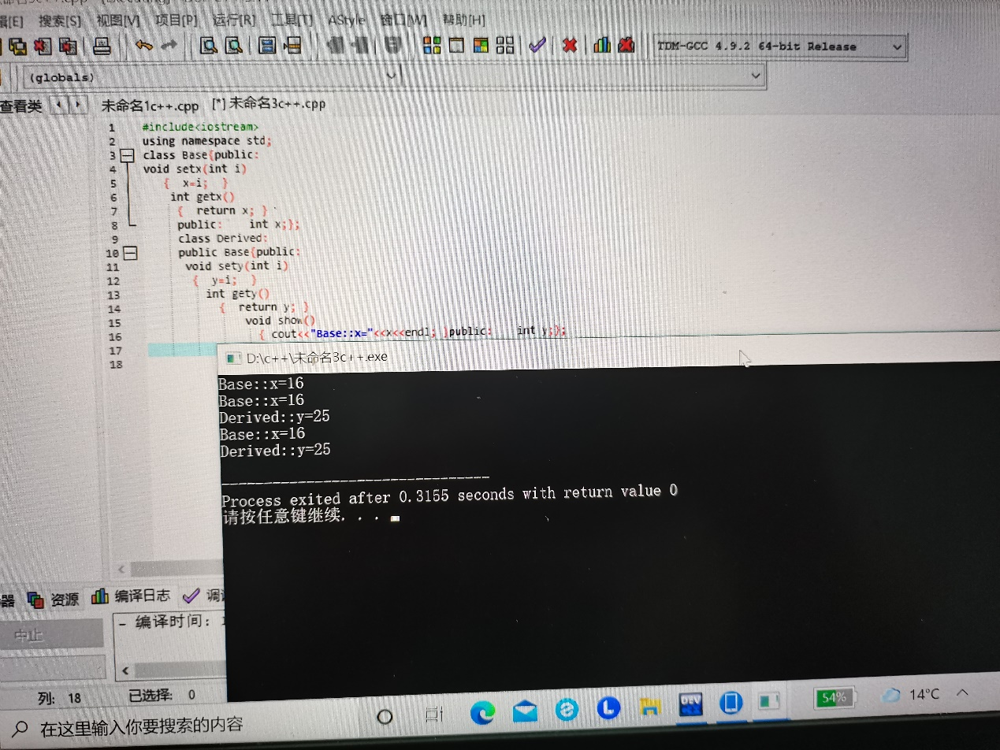 搜索[S] 视图[V] 项目[P] 运行[R] 工具[T] AStyle 窗口[W] 帮助[H]
TDM-GCC 4.9.2 64-bit Release
(globals)
查看类 未命名1c++.cpp [*] 未命名3c++.cpp
1 #include<iostream>
2 using namespace std;
3 class Base{public:
4 void setx(int i)
5 { x=i; }
6 int getx()
7 { return x; }
8 public: int x;};
9 class Derived:
10 public Base{public:
11 void sety(int i)
12 { y=i; }
13 int gety()
14 { return y; }
15 void show()
16 { cout<<"Base::x="<<x<<endl; }public: int y;};
17
18
D:\c++\未命名3c++.exe
Base::x=16
Base::x=16
Derived::y=25
Base::x=16
Derived::y=25
--------------------------------
Process exited after 0.3155 seconds with return value 0
请按任意键继续. . .
资源 编译日志
- 编译时间:
中止
列: 18 已选择: 0
在这里输入你要搜索的内容
DEV
54%
14°C